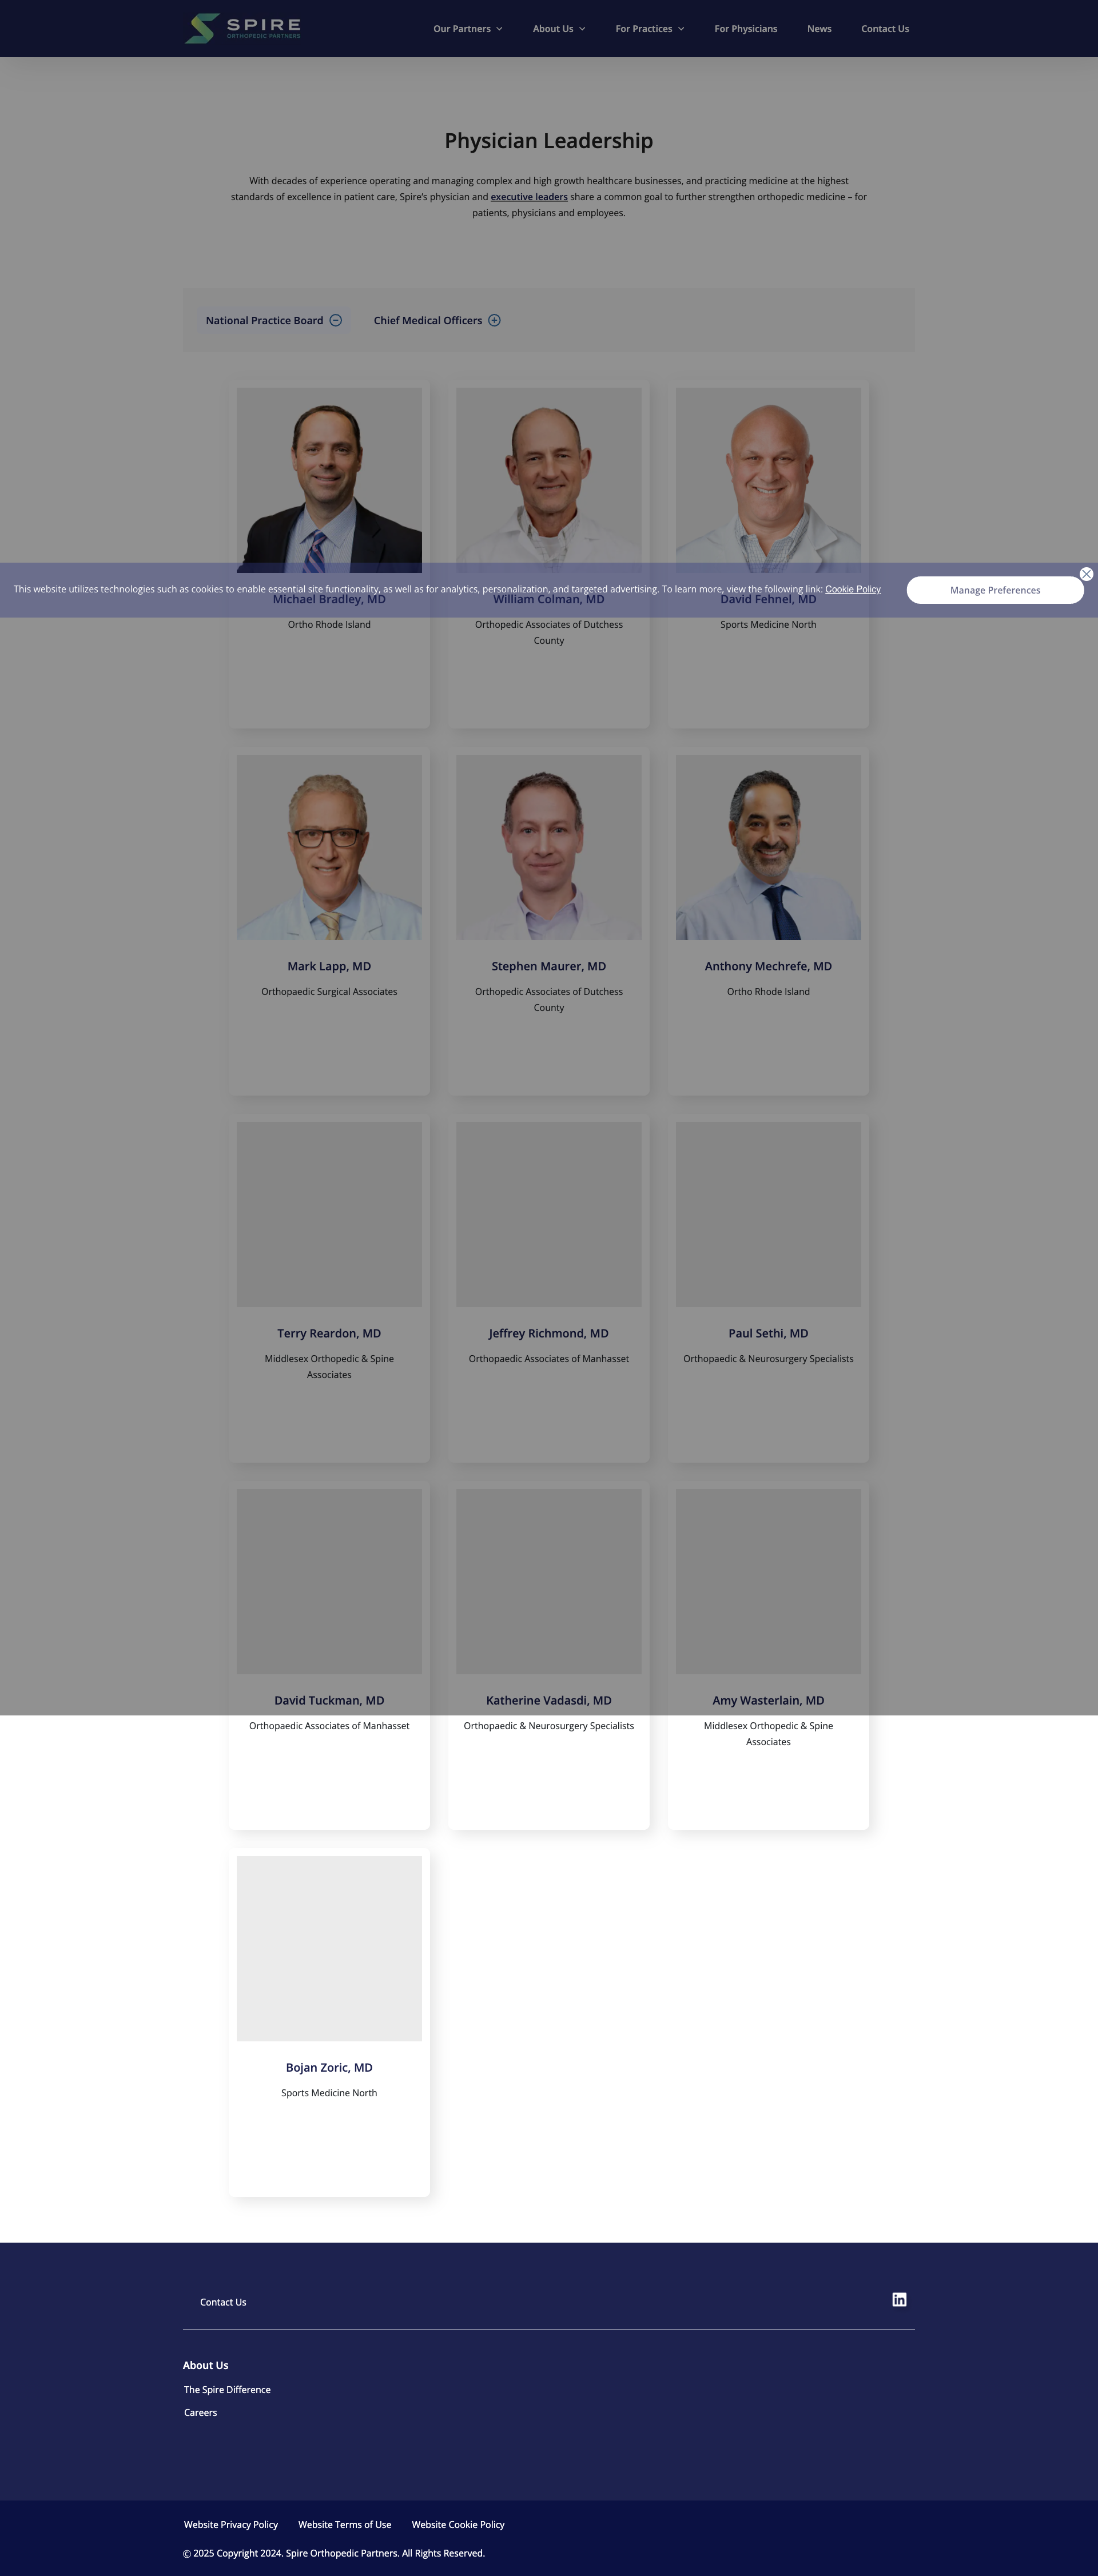 SPIRE
ORTHOPEDIC PARTNERS
Our Partners
About Us
For Practices
For Physicians
News
Contact Us
Physician Leadership
With decades of experience operating and managing complex and high growth healthcare businesses, and practicing medicine at the highest
standards of excellence in patient care, Spire's physician and executive leaders share a common goal to further strengthen orthopedic medicine – for
patients, physicians and employees.
National Practice Board
Chief Medical Officers
This website utilizes technologies such as cookies to enable essential site functionality, as well as for analytics, personalization, and targeted advertising. To learn more, view the following link: Cookie Policy
Manage Preferences
Michael Bradley, MD
Ortho Rhode Island
William Colman, MD
Orthopedic Associates of Dutchess
County
David Fehnel, MD
Sports Medicine North
Mark Lapp, MD
Orthopaedic Surgical Associates
Stephen Maurer, MD
Orthopedic Associates of Dutchess
County
Anthony Mechrefe, MD
Ortho Rhode Island
Terry Reardon, MD
Middlesex Orthopedic & Spine
Associates
Jeffrey Richmond, MD
Orthopaedic Associates of Manhasset
Paul Sethi, MD
Orthopaedic & Neurosurgery Specialists
David Tuckman, MD
Orthopaedic Associates of Manhasset
Katherine Vadasdi, MD
Orthopaedic & Neurosurgery Specialists
Amy Wasterlain, MD
Middlesex Orthopedic & Spine
Associates
Bojan Zoric, MD
Sports Medicine North
Contact Us
About Us
The Spire Difference
Careers
Website Privacy Policy
Website Terms of Use
Website Cookie Policy
© 2025 Copyright 2024. Spire Orthopedic Partners. All Rights Reserved.